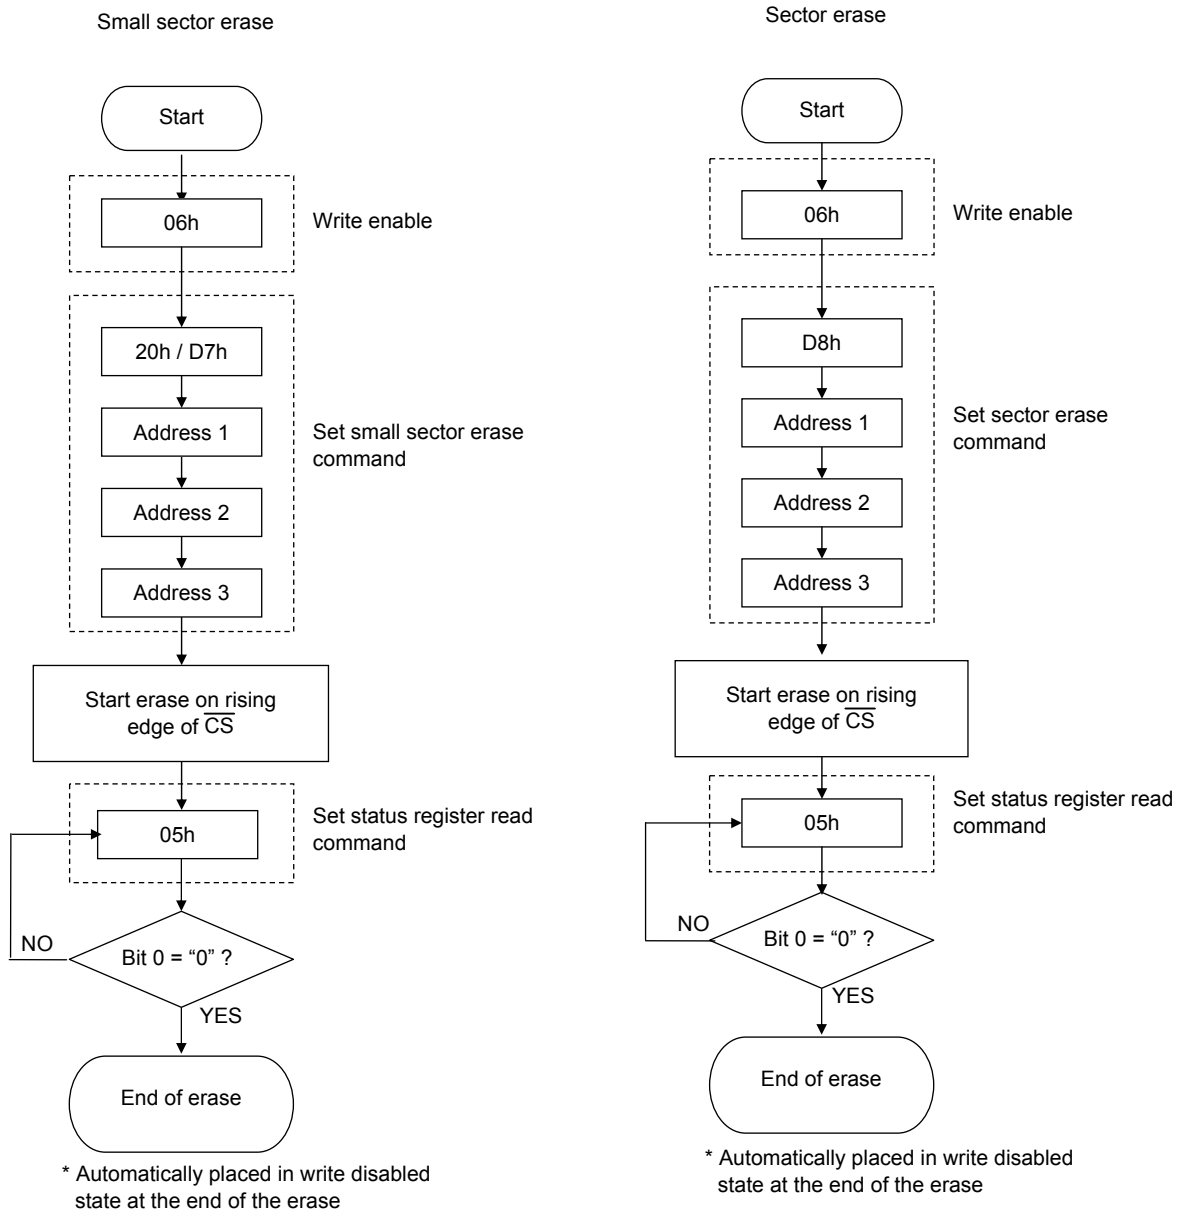 Small sector erase
Start
06h
Write enable
20h / D7h
Address 1
Set small sector erase
command
Address 2
Address 3
Start erase on rising
edge of C̅S̅
05h
Set status register read
command
NO
Bit 0 = “0” ?
YES
End of erase
* Automatically placed in write disabled
state at the end of the erase
Sector erase
Start
06h
Write enable
D8h
Address 1
Set sector erase
command
Address 2
Address 3
Start erase on rising
edge of C̅S̅
05h
Set status register read
command
NO
Bit 0 = “0” ?
YES
End of erase
* Automatically placed in write disabled
state at the end of the erase